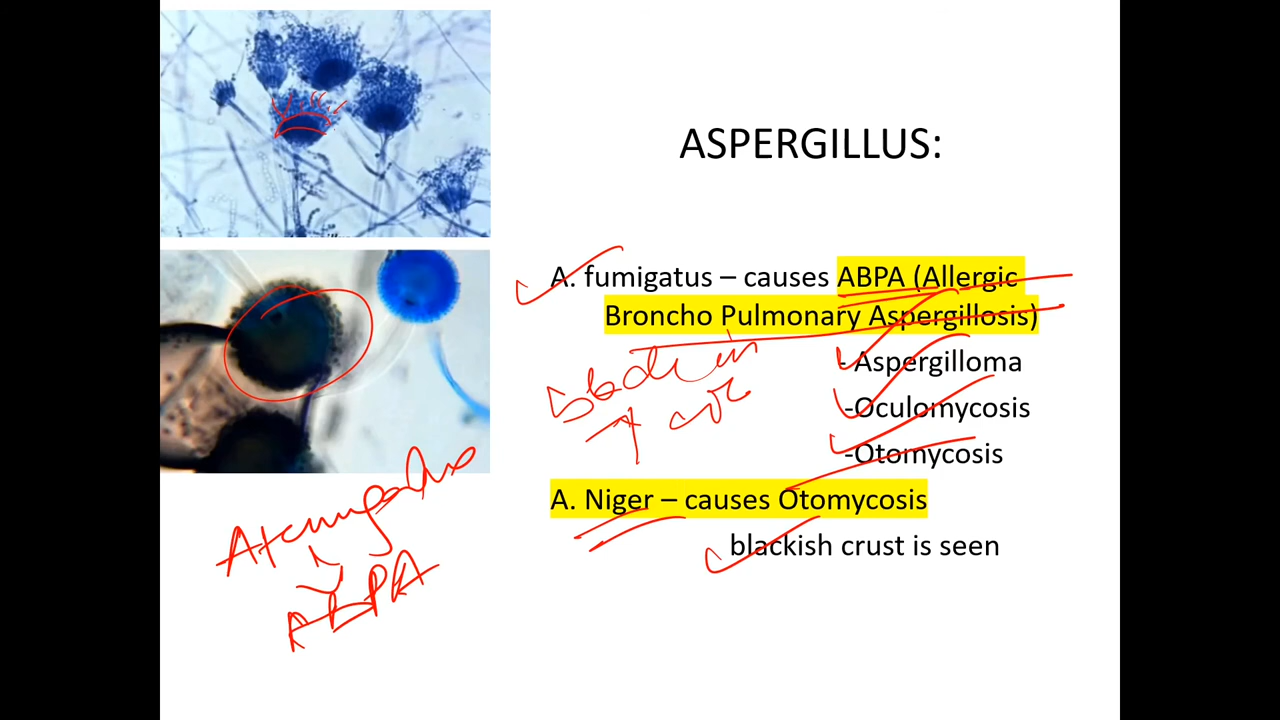 ASPERGILLUS:
A. fumigatus – causes ABPA (Allergic
Broncho Pulmonary Aspergillosis)
- Aspergilloma
-Oculomycosis
-Otomycosis
A. Niger – causes Otomycosis
blackish crust is seen
ABPA